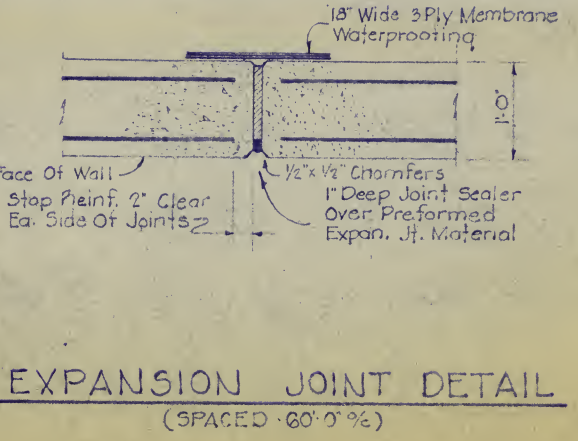 18" Wide 3 Ply Membrane
Waterproofing
1'0"
Face Of Wall
Stop Reinf. 2" Clear
Ea. Side Of Joints
1/2" x 1/2" Chamfers
1" Deep Joint Sealer
Over Preformed
Expan. Jt. Material
EXPANSION JOINT DETAIL
(SPACED 60'-0" %)